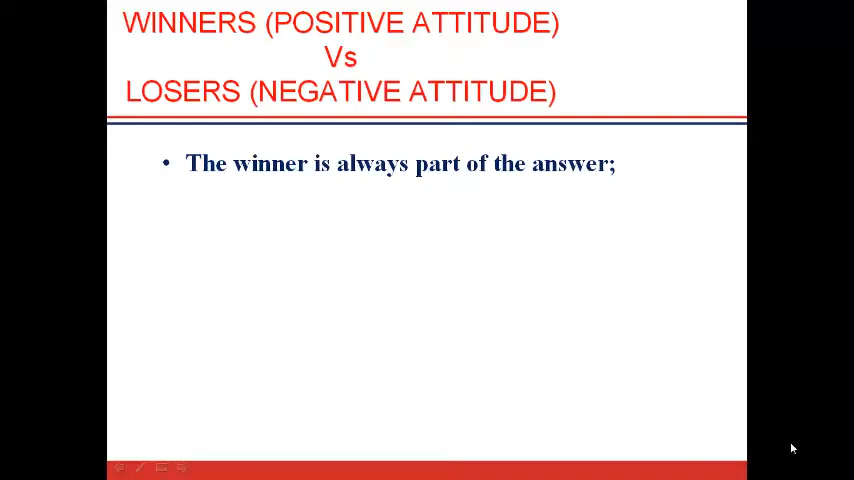 WINNERS (POSITIVE ATTITUDE)
Vs
LOSERS (NEGATIVE ATTITUDE)
• The winner is always part of the answer;